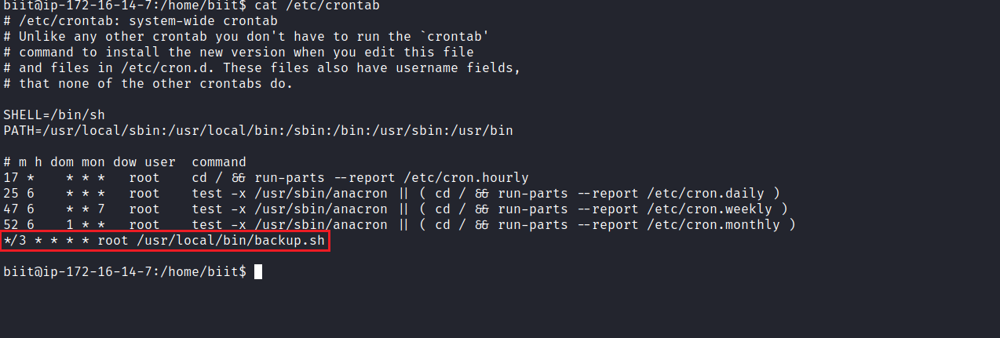 biit@ip-172-16-14-7:/home/biit$ cat /etc/crontab
# /etc/crontab: system-wide crontab
# Unlike any other crontab you don't have to run the `crontab'
# command to install the new version when you edit this file
# and files in /etc/cron.d. These files also have username fields,
# that none of the other crontabs do.
SHELL=/bin/sh
PATH=/usr/local/sbin:/usr/local/bin:/sbin:/bin:/usr/sbin:/usr/bin
# m h dom mon dow user  command
17 *    * * *   root    cd / && run-parts --report /etc/cron.hourly
25 6    * * *   root    test -x /usr/sbin/anacron || ( cd / && run-parts --report /etc/cron.daily )
47 6    * * 7   root    test -x /usr/sbin/anacron || ( cd / && run-parts --report /etc/cron.weekly )
52 6    1 * *   root    test -x /usr/sbin/anacron || ( cd / && run-parts --report /etc/cron.monthly )
*/3 * * * * root /usr/local/bin/backup.sh
biit@ip-172-16-14-7:/home/biit$